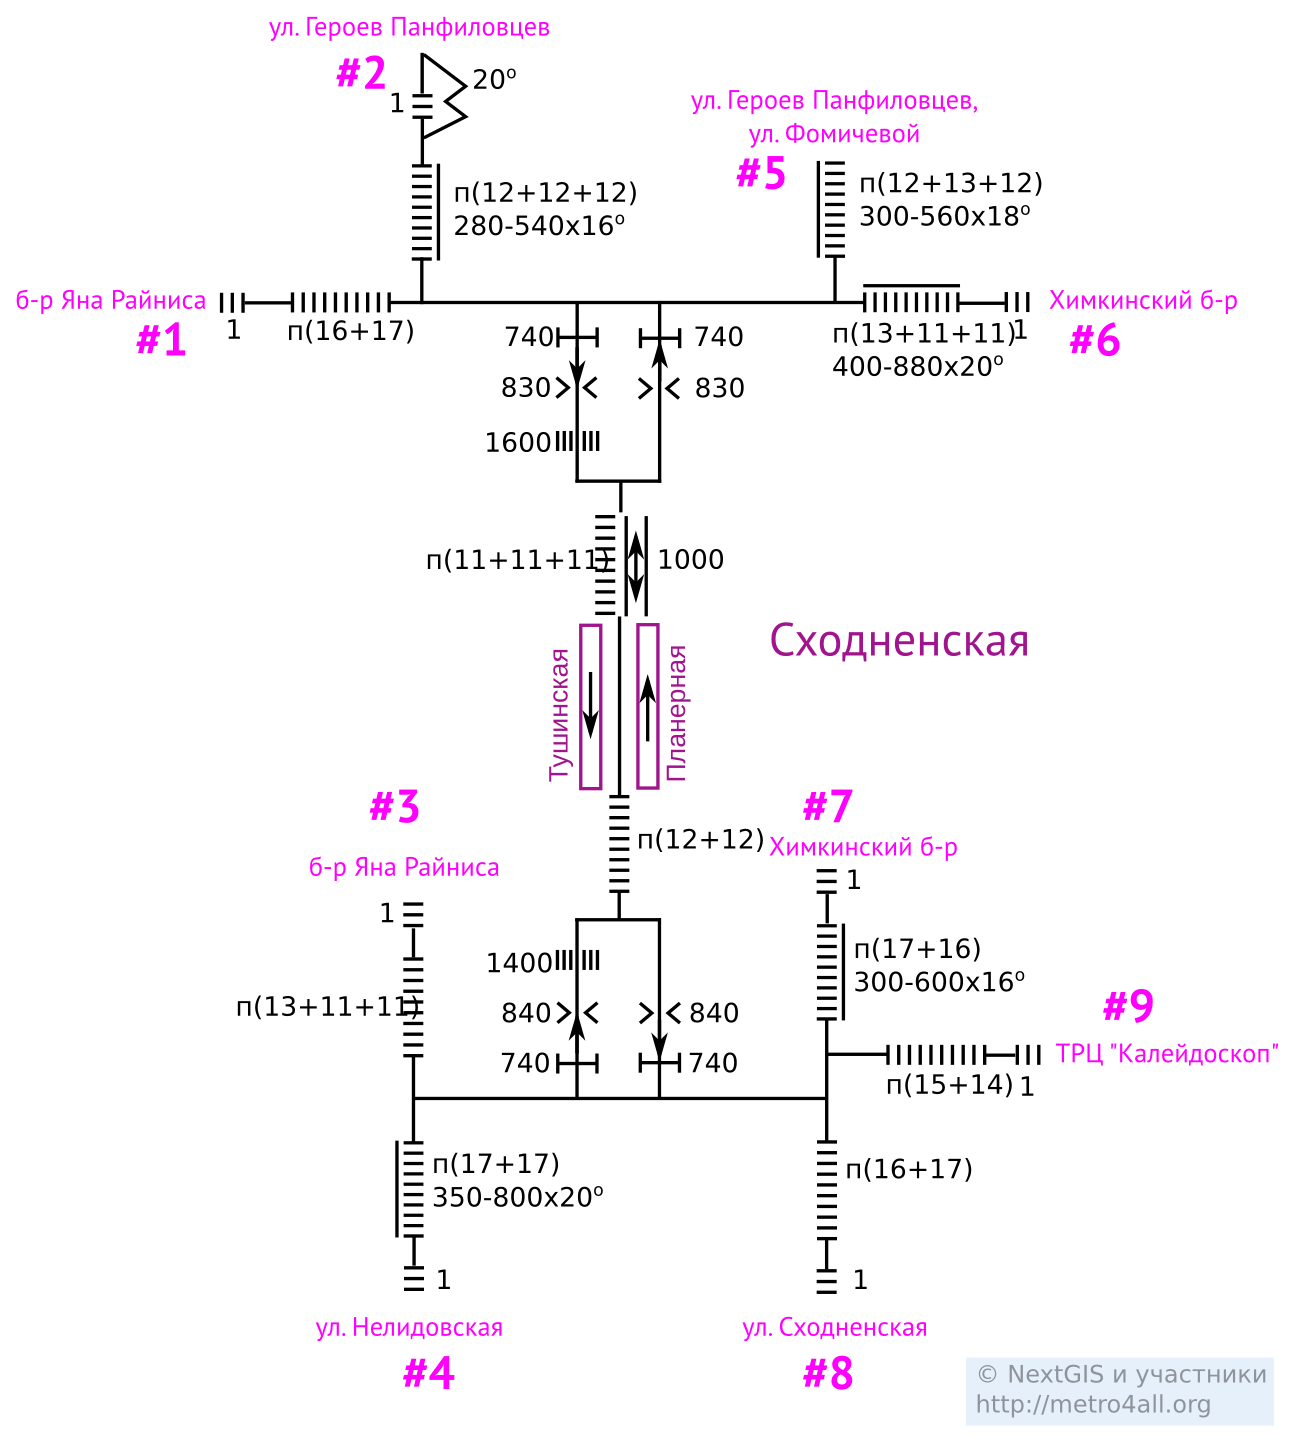 ул. Героев Панфиловцев
#2
20°
1
ул. Героев Панфиловцев,
ул. Фомичевой
#5
п(12+12+12)
280-540x16°
п(12+13+12)
300-560x18°
б-р Яна Райниса
#1
1
п(16+17)
Химкинский б-р
#6
п(13+11+11)
1
400-880x20°
740
740
830
830
1600
п(11+11+11)
1000
Сходненская
Тушинская
Планерная
#3
б-р Яна Райниса
#7
п(12+12)
Химкинский б-р
1
1
п(17+16)
300-600x16°
1400
п(13+11+11)
840
840
740
740
#9
ТРЦ "Калейдоскоп"
п(15+14)
1
п(17+17)
350-800x20°
п(16+17)
1
1
ул. Нелидовская
#4
ул. Сходненская
#8
© NextGIS и участники
http://metro4all.org